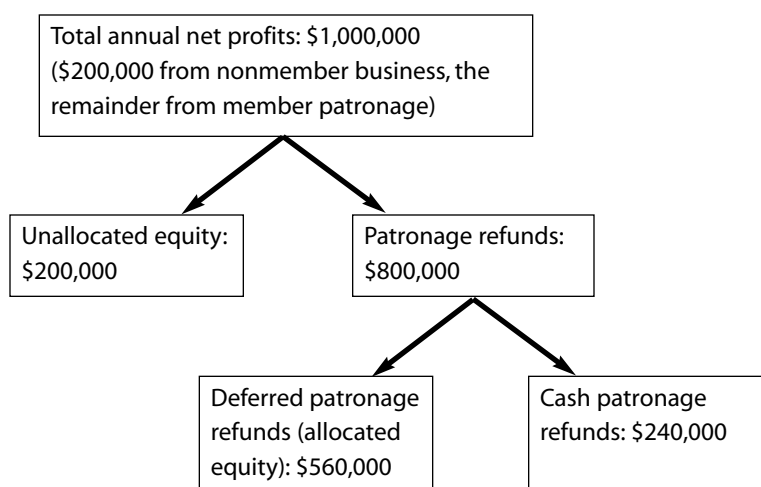 Total annual net profits: $1,000,000
($200,000 from nonmember business, the
remainder from member patronage)
Unallocated equity:
$200,000
Patronage refunds:
$800,000
Deferred patronage
refunds (allocated
equity): $560,000
Cash patronage
refunds: $240,000